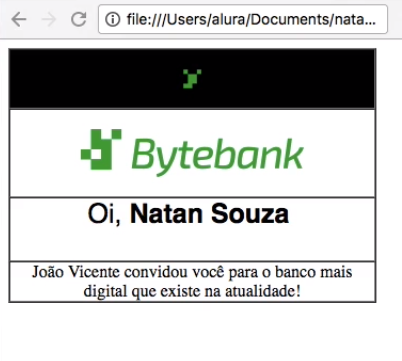 file:///Users/alura/Documents/nata...
Bytebank
Oi, Natan Souza
João Vicente convidou você para o banco mais
digital que existe na atualidade!